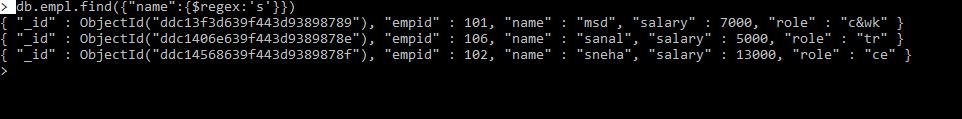 > db.empl.find({"name":{$regex:'s'}})
{ "_id" : ObjectId("ddc13f3d639f443d93898789"), "empid" : 101, "name" : "msd", "salary" : 7000, "role" : "c&wk" }
{ "_id" : ObjectId("ddc1406e639f443d9389878e"), "empid" : 106, "name" : "sanal", "salary" : 5000, "role" : "tr" }
{ "_id" : ObjectId("ddc14568639f443d9389878f"), "empid" : 102, "name" : "sneha", "salary" : 13000, "role" : "ce" }
>